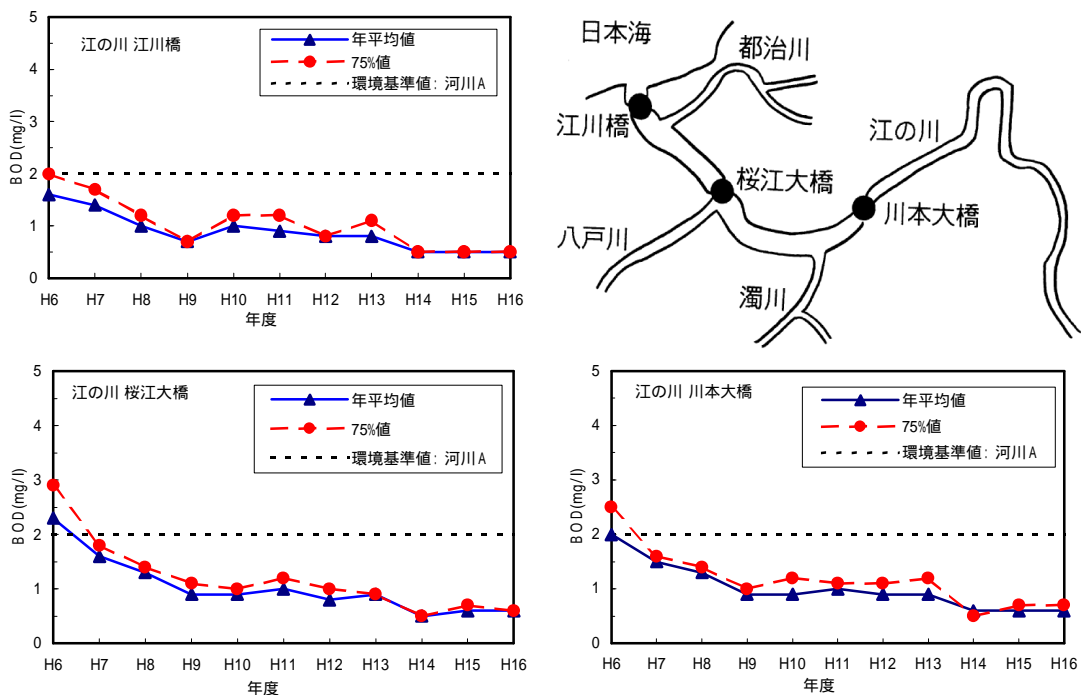 江の川 江川橋
年平均値
75%値
環境基準値: 河川A
BOD(mg/l)
5
4
3
2
1
0
H6 H7 H8 H9 H10 H11 H12 H13 H14 H15 H16
年度
日本海
都治川
江川橋
江の川
桜江大橋
川本大橋
八戸川
濁川
江の川 桜江大橋
年平均値
75%値
環境基準値: 河川A
BOD(mg/l)
5
4
3
2
1
0
H6 H7 H8 H9 H10 H11 H12 H13 H14 H15 H16
年度
江の川 川本大橋
年平均値
75%値
環境基準値: 河川A
BOD(mg/l)
5
4
3
2
1
0
H6 H7 H8 H9 H10 H11 H12 H13 H14 H15 H16
年度